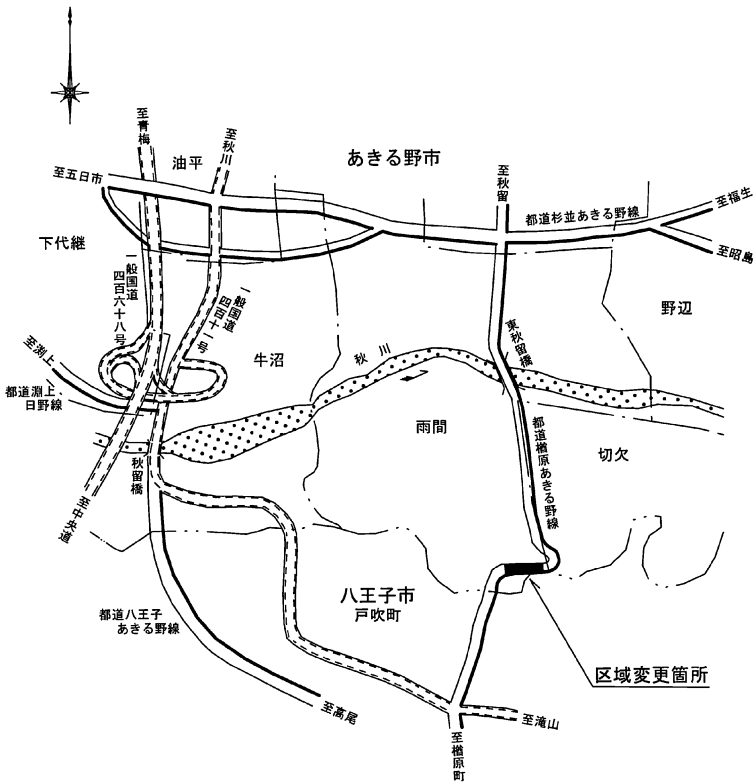 至青梅
至秋川
油平
あきる野市
至秋留
至五日市
都道杉並あきる野線
至福生
至昭島
下代継
一般国道
四百六十八号
一般国道
四百十一号
野辺
至渕上
牛沼
秋川
東秋留橋
都道淵上、
日野線
雨間
都道楢原あきる野線
切欠
秋留橋
至中央道
八王子市
戸吹町
都道八王子
あきる野線
区域変更箇所
至高尾
至滝山
至楢原町